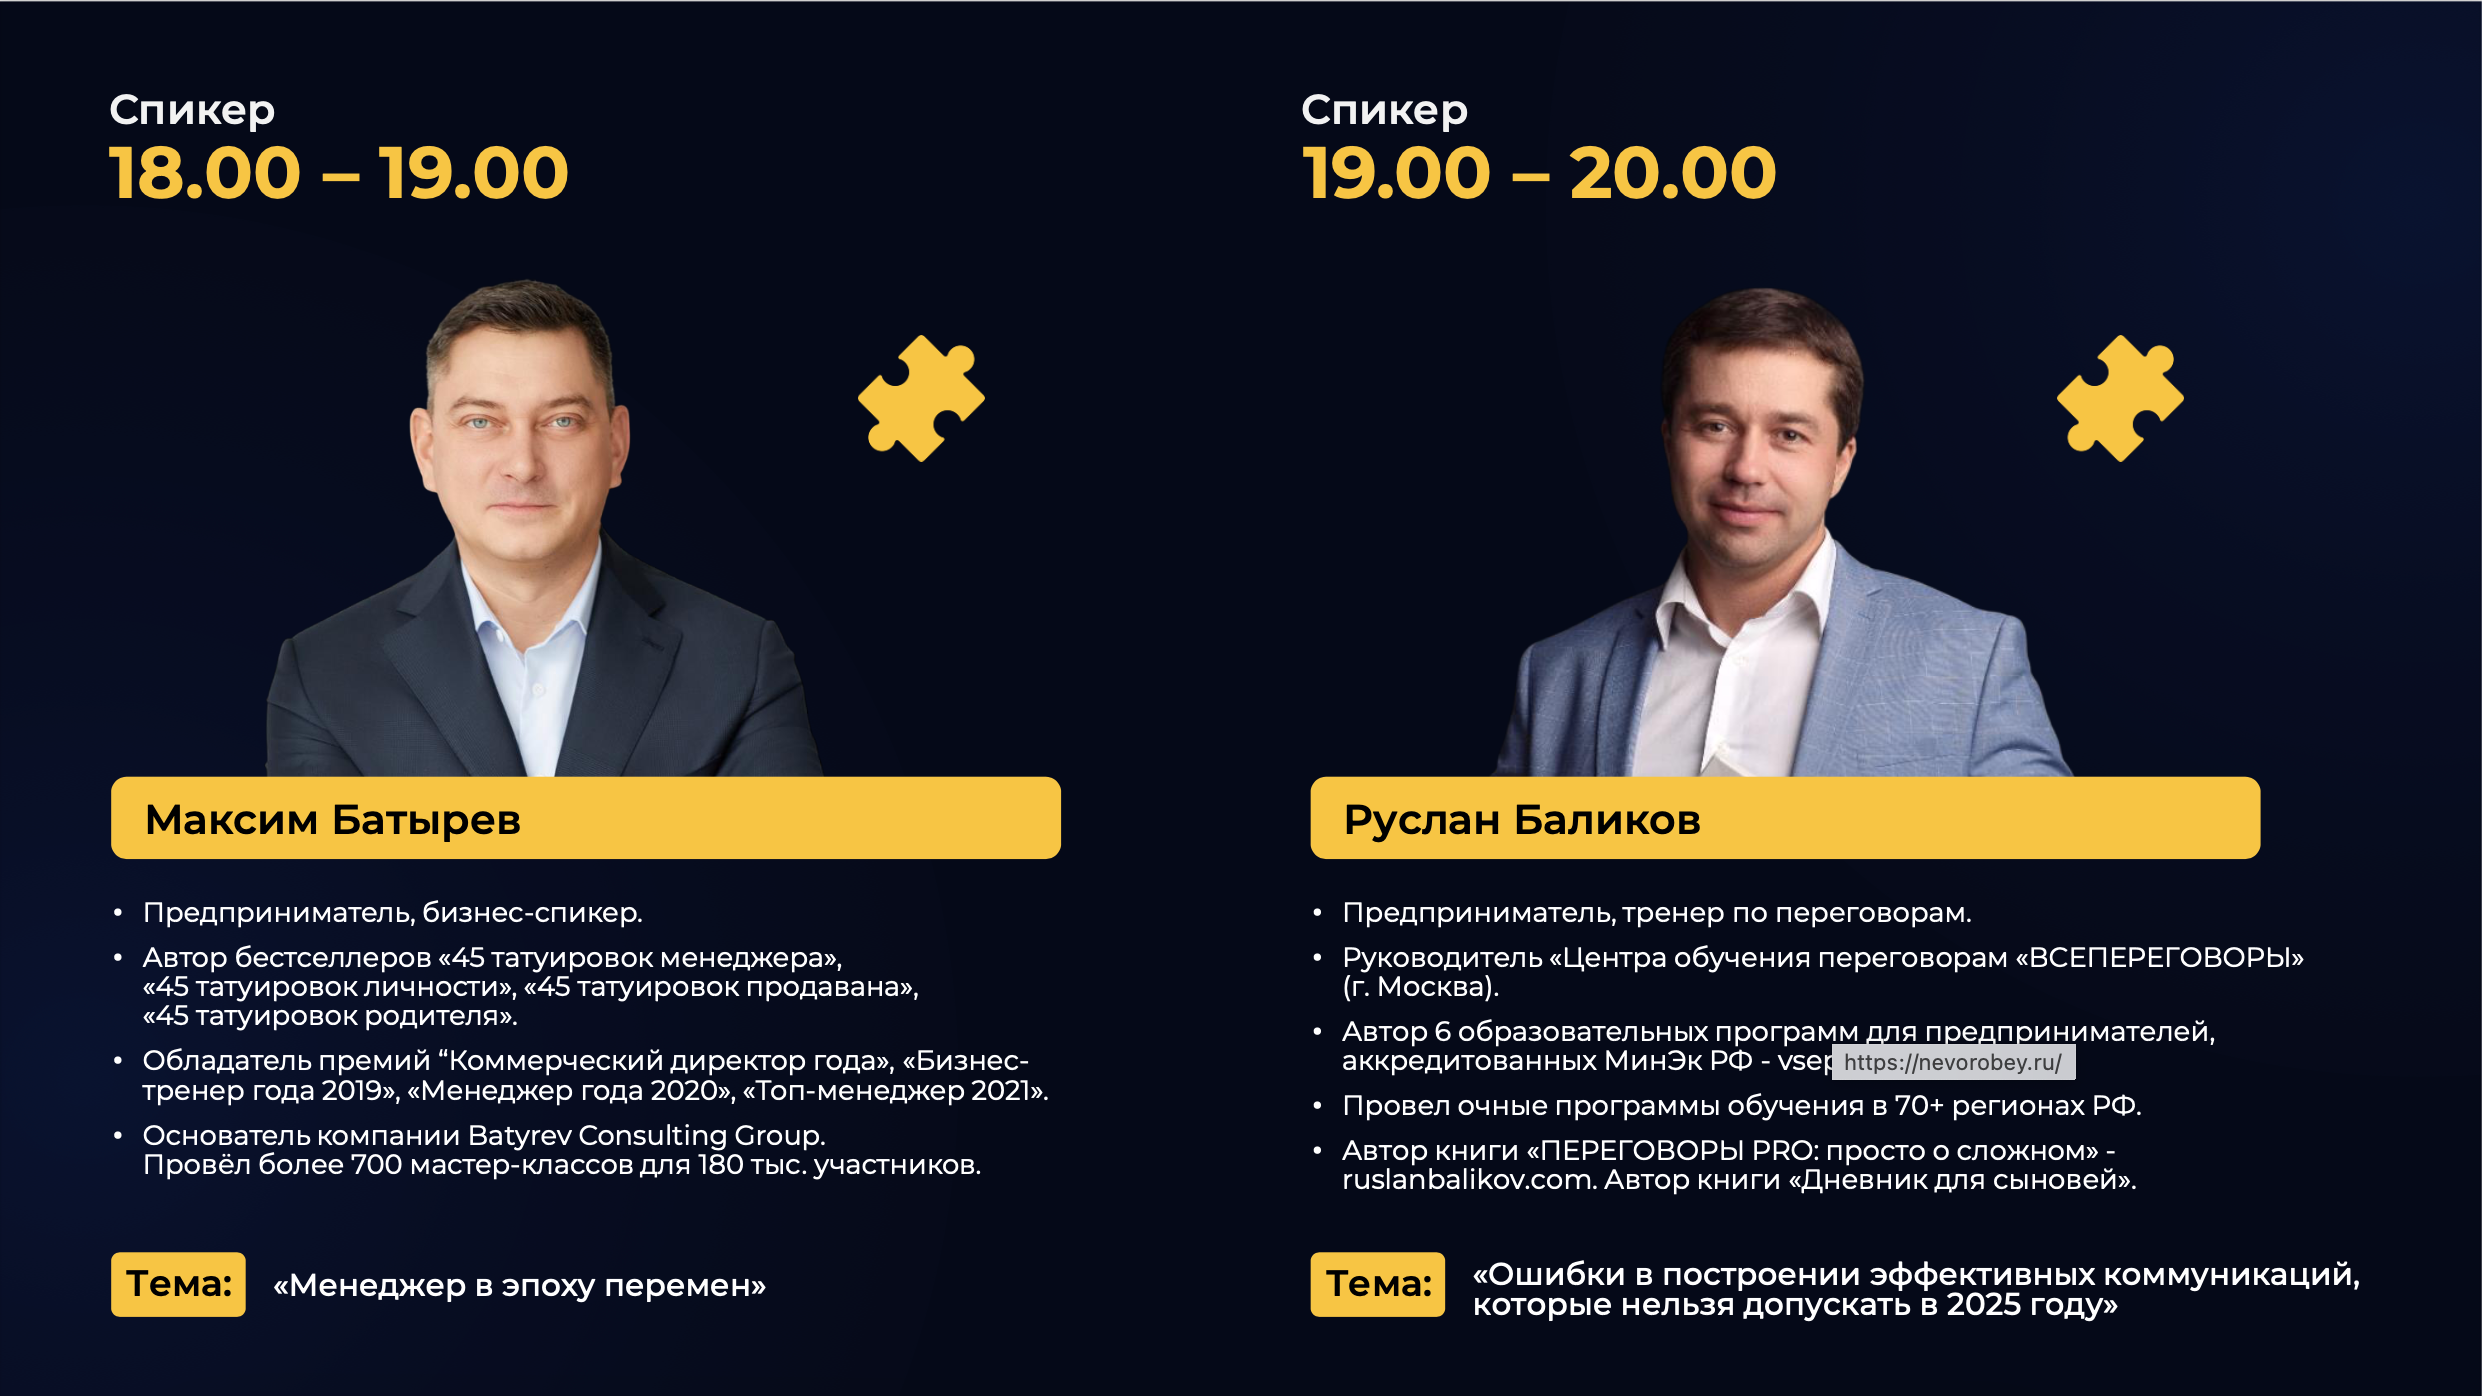 Спикер
18.00 – 19.00
Максим Батырев
• Предприниматель, бизнес-спикер.
• Автор бестселлеров «45 татуировок менеджера»,
«45 татуировок личности», «45 татуировок продавана»,
«45 татуировок родителя».
• Обладатель премий “Коммерческий директор года», «Бизнес-
тренер года 2019», «Менеджер года 2020», «Топ-менеджер 2021».
• Основатель компании Batyrev Consulting Group.
Провёл более 700 мастер-классов для 180 тыс. участников.
Тема:
«Менеджер в эпоху перемен»
Спикер
19.00 – 20.00
Руслан Баликов
• Предприниматель, тренер по переговорам.
• Руководитель «Центра обучения переговорам «ВСЕПЕРЕГОВОРЫ»
(г. Москва).
• Автор 6 образовательных программ для предпринимателей,
аккредитованных МинЭк РФ -
https://nevorobey.ru/
• Провел очные программы обучения в 70+ регионах РФ.
• Автор книги «ПЕРЕГОВОРЫ PRO: просто о сложном» -
ruslanbalikov.com. Автор книги «Дневник для сыновей».
Тема:
«Ошибки в построении эффективных коммуникаций,
которые нельзя допускать в 2025 году»